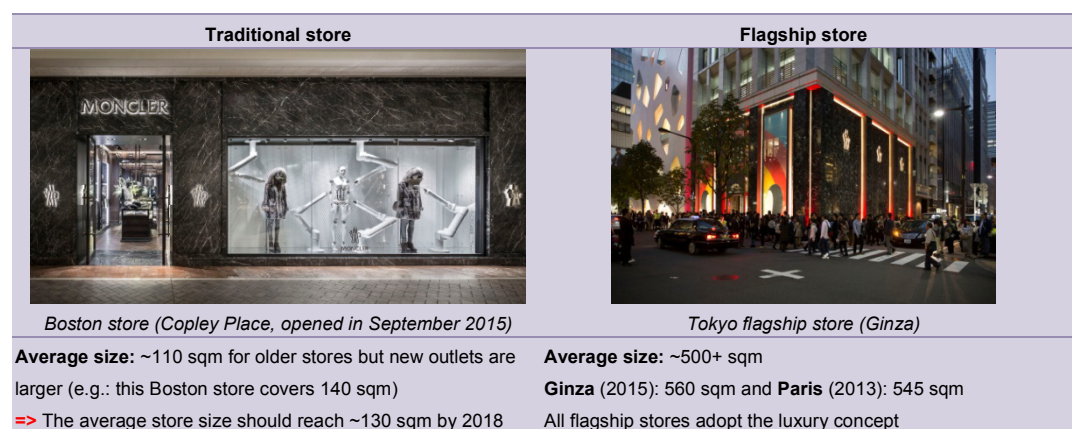 Traditional store
Flagship store
MONCLER
MONCLER
Boston store (Copley Place, opened in September 2015)
Tokyo flagship store (Ginza)
Average size: ~110 sqm for older stores but new outlets are
larger (e.g.: this Boston store covers 140 sqm)
=> The average store size should reach ~130 sqm by 2018
Average size: ~500+ sqm
Ginza (2015): 560 sqm and Paris (2013): 545 sqm
All flagship stores adopt the luxury concept